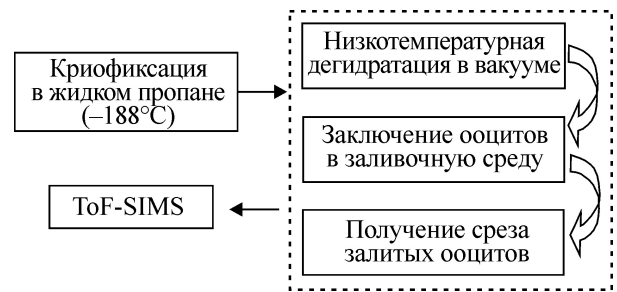 Криофиксация
в жидком пропане
(–188°C)
Низкотемпературная
дегидратация в вакууме
Заключение ооцитов
в заливочную среду
Получение среза
залитых ооцитов
ToF-SIMS